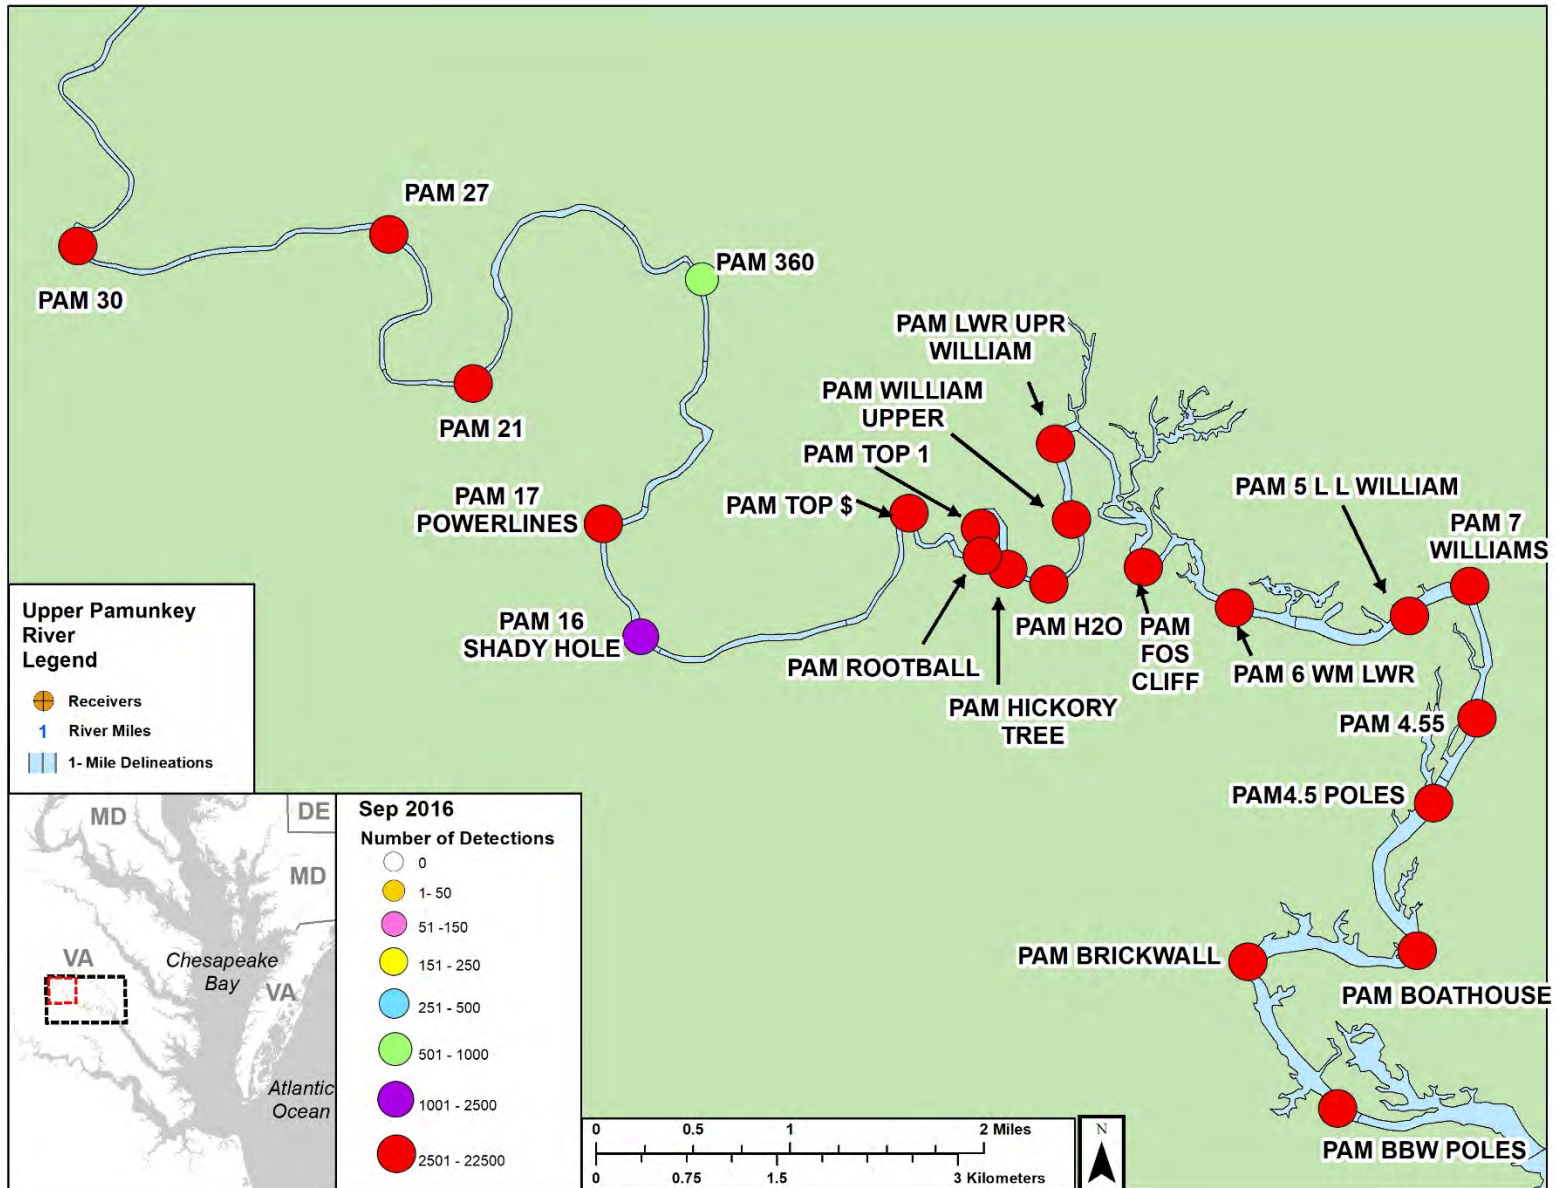 PAM 27
PAM 30
PAM 360
PAM 21
PAM LWR UPR
WILLIAM
PAM WILLIAM
UPPER
PAM TOP 1
PAM TOP $
PAM 17
POWERLINES
PAM 5 L L WILLIAM
PAM 7
WILLIAMS
PAM 16
SHADY HOLE
PAM ROOTBALL
PAM H2O
PAM
FOS
CLIFF
PAM 6 WM LWR
PAM HICKORY
TREE
PAM 4.55
PAM4.5 POLES
PAM BRICKWALL
PAM BOATHOUSE
PAM BBW POLES
Upper Pamunkey
River
Legend
Receivers
1 River Miles
1- Mile Delineations
MD
DE
MD
VA
Chesapeake
Bay
VA
Atlantic
Ocean
Sep 2016
Number of Detections
0
1- 50
51 -150
151 - 250
251 - 500
501 - 1000
1001 - 2500
2501 - 22500
0 0.5 1 2 Miles
0 0.75 1.5 3 Kilometers
N